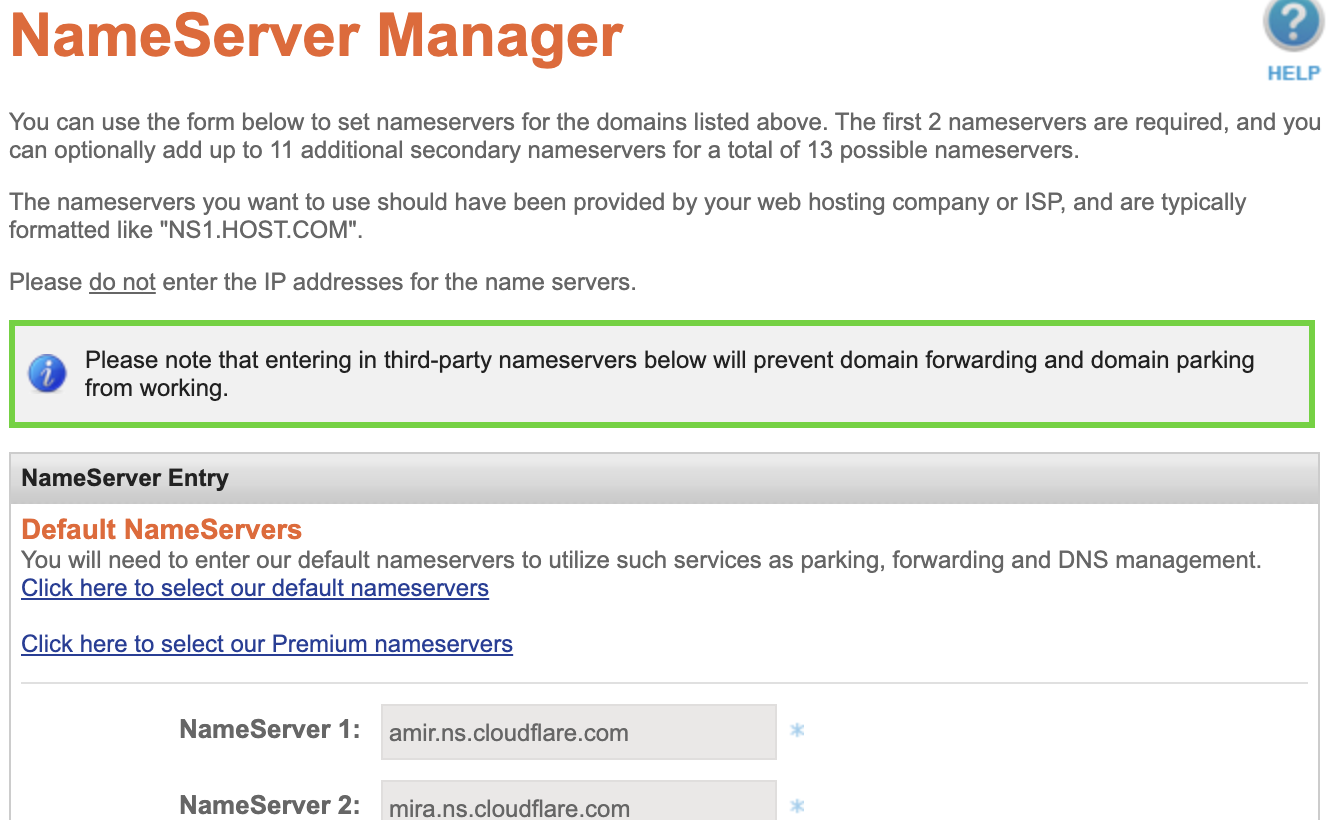 NameServer Manager
HELP
You can use the form below to set nameservers for the domains listed above. The first 2 nameservers are required, and you
can optionally add up to 11 additional secondary nameservers for a total of 13 possible nameservers.
The nameservers you want to use should have been provided by your web hosting company or ISP, and are typically
formatted like "NS1.HOST.COM".
Please do not enter the IP addresses for the name servers.
Please note that entering in third-party nameservers below will prevent domain forwarding and domain parking
from working.
NameServer Entry
Default NameServers
You will need to enter our default nameservers to utilize such services as parking, forwarding and DNS management.
Click here to select our default nameservers
Click here to select our Premium nameservers
NameServer 1: amir.ns.cloudflare.com *
NameServer 2: mira.ns.cloudflare.com *